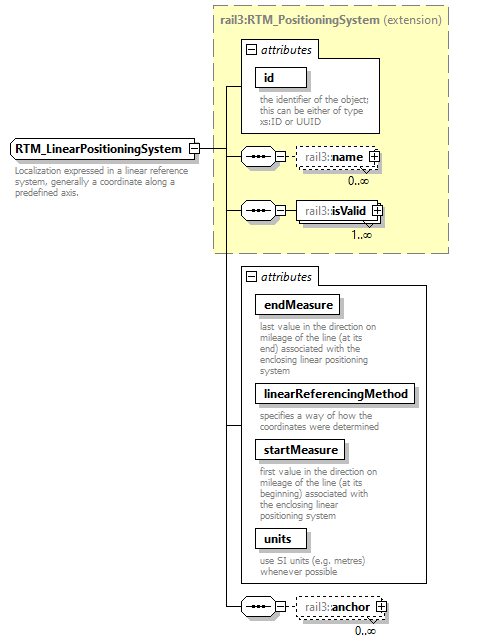 rail3:RTM_PositioningSystem (extension)
attributes
id
the identifier of the object;
this can be either of type
xs:ID or UUID
RTM_LinearPositioningSystem
Localization expressed in a linear reference
system, generally a coordinate along a
predefined axis.
rail3:name
0..∞
rail3:isValid
1..∞
attributes
endMeasure
last value in the direction on
mileage of the line (at its
end) associated with the
enclosing linear positioning
system
linearReferencingMethod
specifies a way of how the
coordinates were determined
startMeasure
first value in the direction on
mileage of the line (at its
beginning) associated with
the enclosing linear
positioning system
units
use SI units (e.g. metres)
whenever possible
rail3:anchor
0..∞